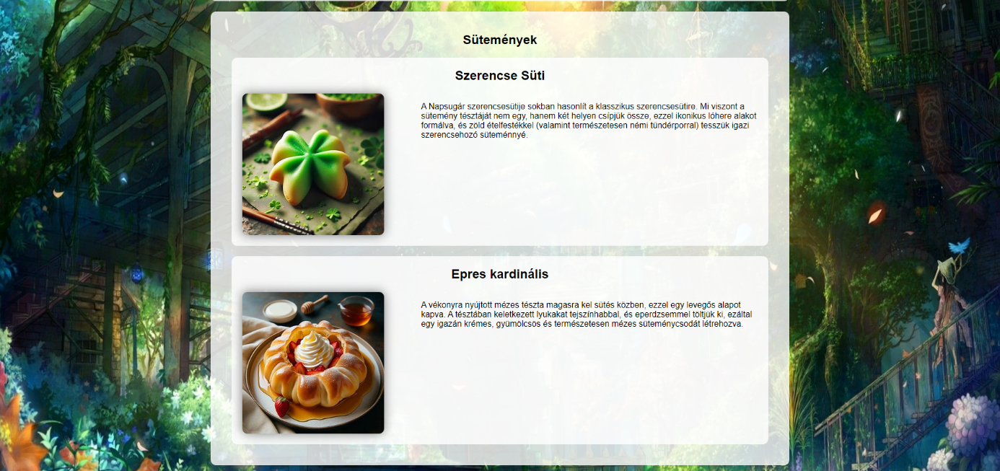 Sütemények
Szerencse Süti
A Napsugár szerencsesütije sokban hasonlít a klasszikus szerencsesütire. Mi viszont a
sütemény tésztáját nem egy, hanem két helyen csípjük össze, ezzel ikonikus lóhere alakot
formálva, és zöld ételfestékkel (valamint természetesen némi tündérporral) tesszük igazi
szerencsehozó süteménnyé.
Epres kardinális
A vékonyra nyújtott mézes tészta magasra kel sütés közben, ezzel egy levegős alapot
kapva. A tésztában keletkezett lyukakat tejszínhabbal, és eperdzsemmel töltjük ki, ezáltal
egy igazán krémes, gyümölcsös és természetesen mézes süteménycsodát létrehozva.